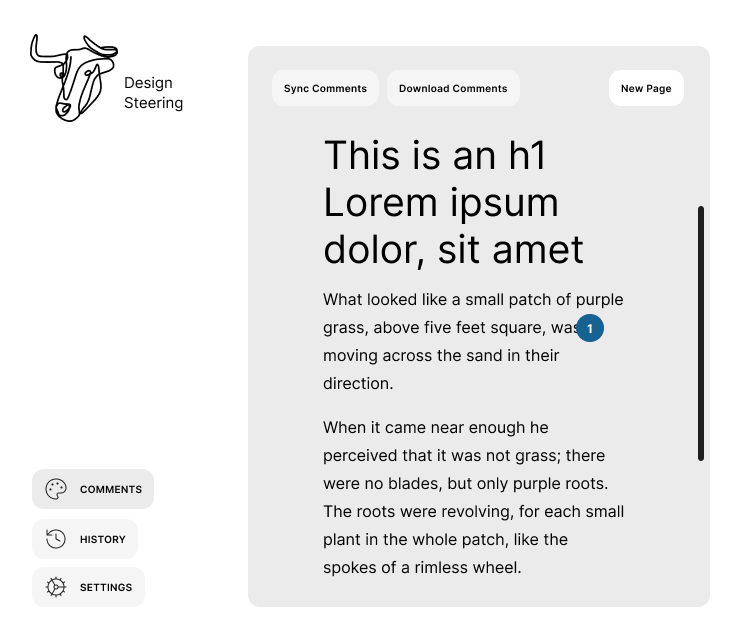 Design
Steering
Sync Comments
Download Comments
New Page
This is an h1
Lorem ipsum
dolor, sit amet
What looked like a small patch of purple
grass, above five feet square, was
1
moving across the sand in their
direction.
When it came near enough he
perceived that it was not grass; there
were no blades, but only purple roots.
The roots were revolving, for each small
plant in the whole patch, like the
spokes of a rimless wheel.
COMMENTS
HISTORY
SETTINGS